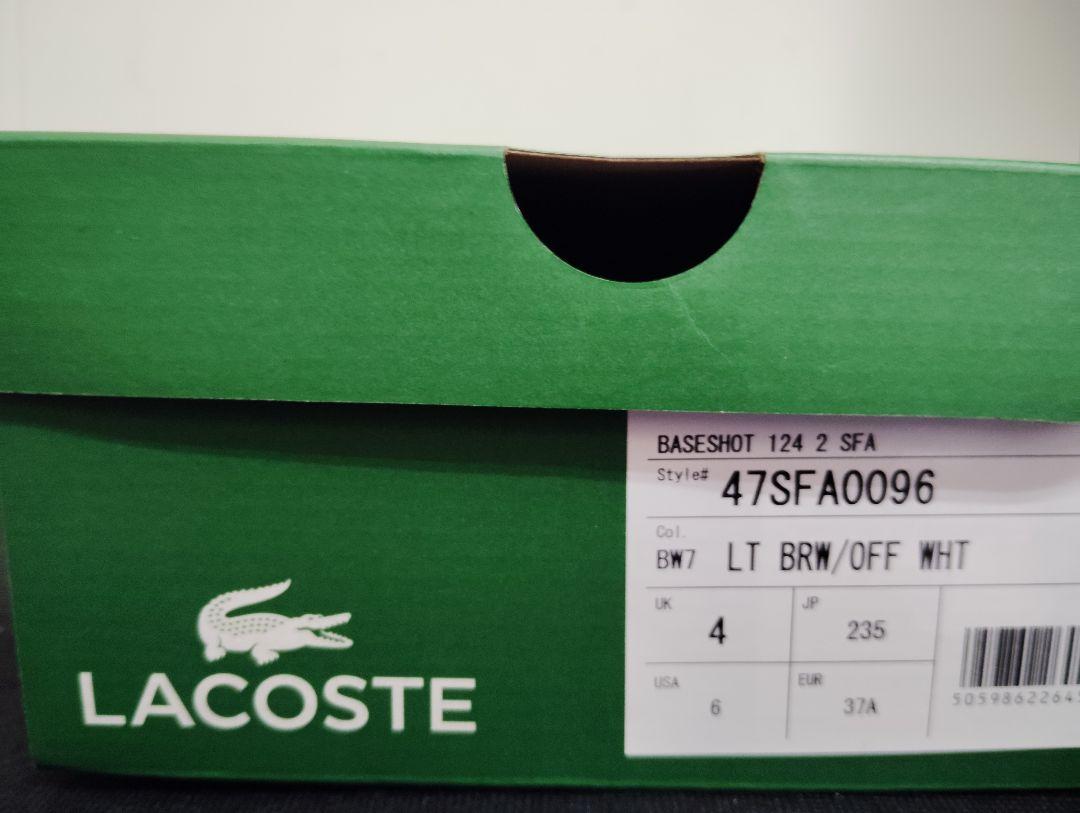 LACOSTE
BASESHOT 124 2 SFA
Style# 47SFA0096
Col.
BW7 LT BRW/OFF WHT
UK
4
JP
235
USA
6
EUR
37A